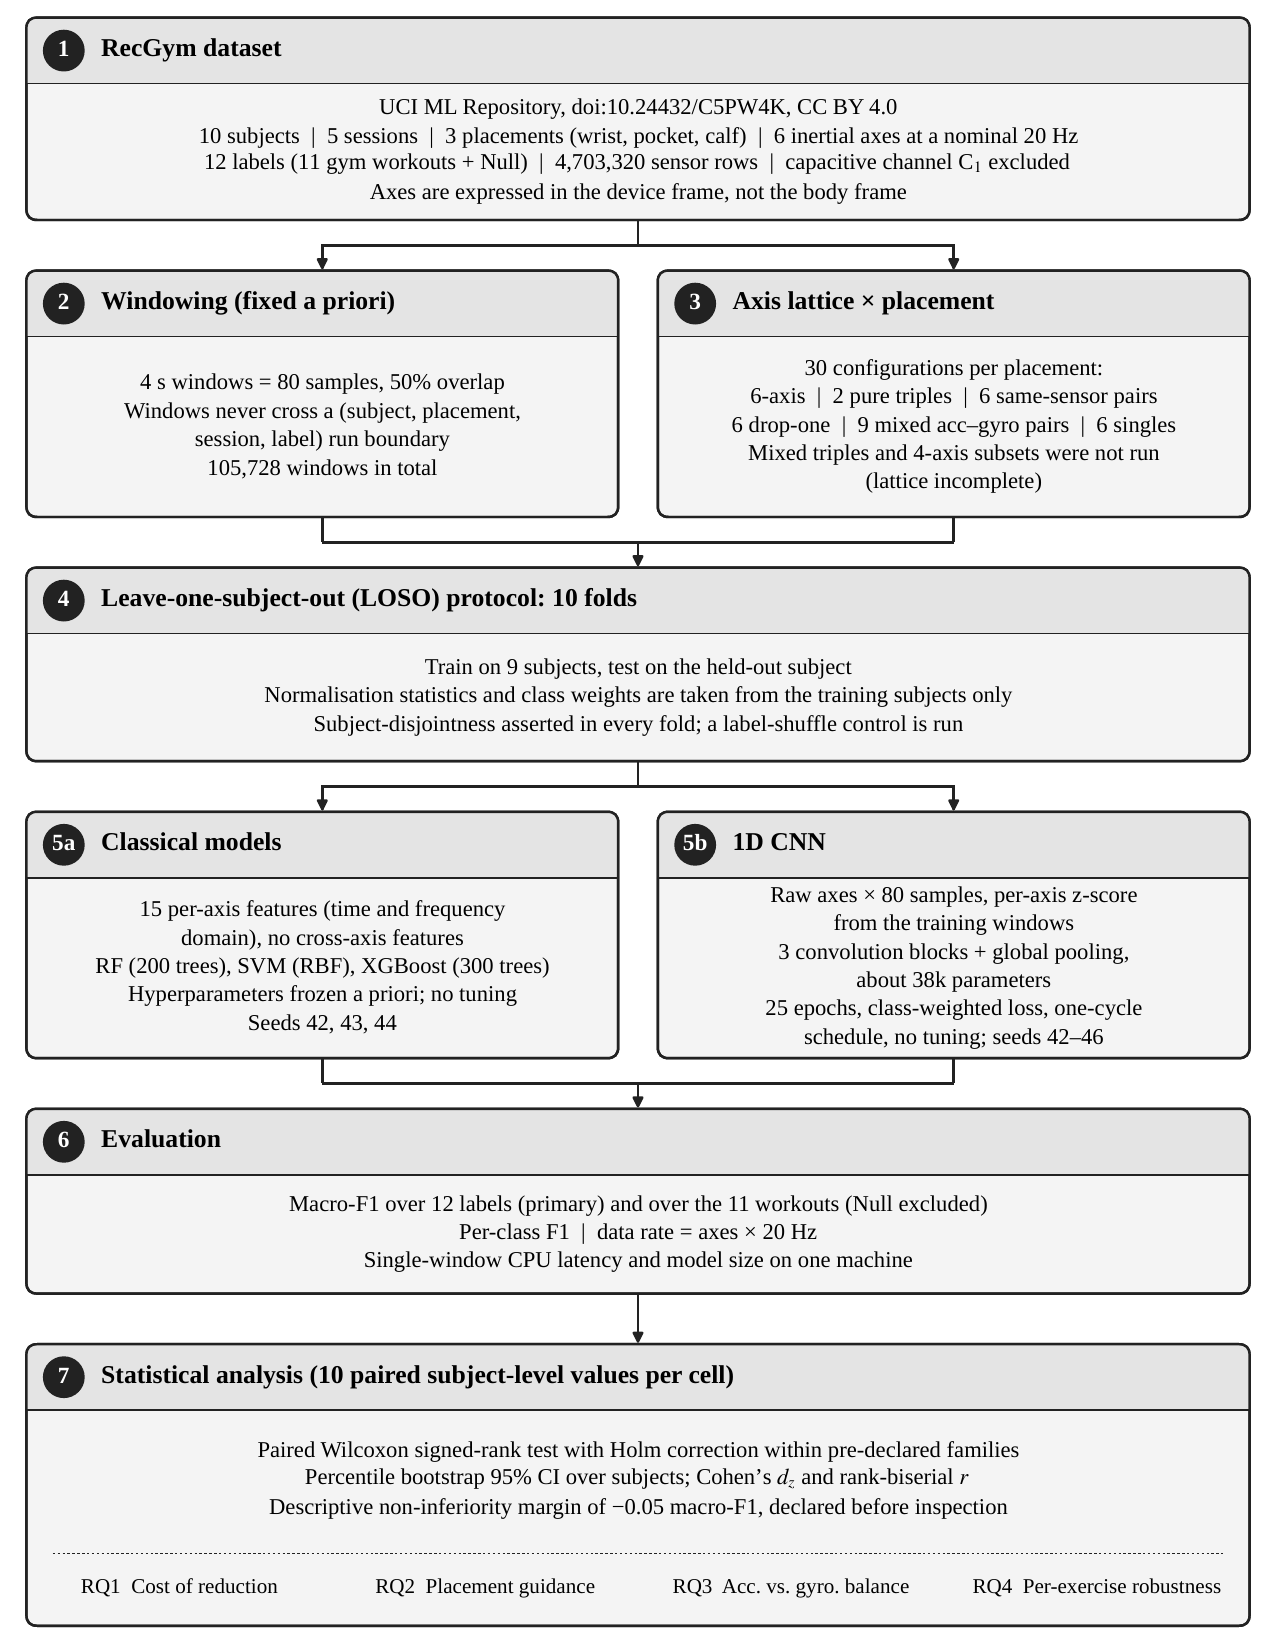 1 RecGym dataset
UCI ML Repository, doi:10.24432/C5PW4K, CC BY 4.0
10 subjects | 5 sessions | 3 placements (wrist, pocket, calf) | 6 inertial axes at a nominal 20 Hz
12 labels (11 gym workouts + Null) | 4,703,320 sensor rows | capacitive channel C₁ excluded
Axes are expressed in the device frame, not the body frame
2 Windowing (fixed a priori)
4 s windows = 80 samples, 50% overlap
Windows never cross a (subject, placement,
session, label) run boundary
105,728 windows in total
3 Axis lattice × placement
30 configurations per placement:
6-axis | 2 pure triples | 6 same-sensor pairs
6 drop-one | 9 mixed acc–gyro pairs | 6 singles
Mixed triples and 4-axis subsets were not run
(lattice incomplete)
4 Leave-one-subject-out (LOSO) protocol: 10 folds
Train on 9 subjects, test on the held-out subject
Normalisation statistics and class weights are taken from the training subjects only
Subject-disjointness asserted in every fold; a label-shuffle control is run
5a Classical models
15 per-axis features (time and frequency
domain), no cross-axis features
RF (200 trees), SVM (RBF), XGBoost (300 trees)
Hyperparameters frozen a priori; no tuning
Seeds 42, 43, 44
5b 1D CNN
Raw axes × 80 samples, per-axis z-score
from the training windows
3 convolution blocks + global pooling,
about 38k parameters
25 epochs, class-weighted loss, one-cycle
schedule, no tuning; seeds 42–46
6 Evaluation
Macro-F1 over 12 labels (primary) and over the 11 workouts (Null excluded)
Per-class F1 | data rate = axes × 20 Hz
Single-window CPU latency and model size on one machine
7 Statistical analysis (10 paired subject-level values per cell)
Paired Wilcoxon signed-rank test with Holm correction within pre-declared families
Percentile bootstrap 95% CI over subjects; Cohen's d_z and rank-biserial r
Descriptive non-inferiority margin of −0.05 macro-F1, declared before inspection
RQ1 Cost of reduction
RQ2 Placement guidance
RQ3 Acc. vs. gyro. balance
RQ4 Per-exercise robustness